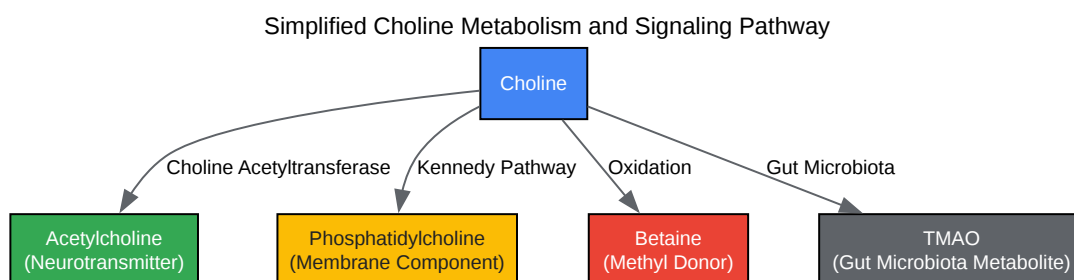 Simplified Choline Metabolism and Signaling Pathway
Choline
Choline Acetyltransferase
Kennedy Pathway
Oxidation
Gut Microbiota
Acetylcholine
(Neurotransmitter)
Phosphatidylcholine
(Membrane Component)
Betaine
(Methyl Donor)
TMAO
(Gut Microbiota Metabolite)